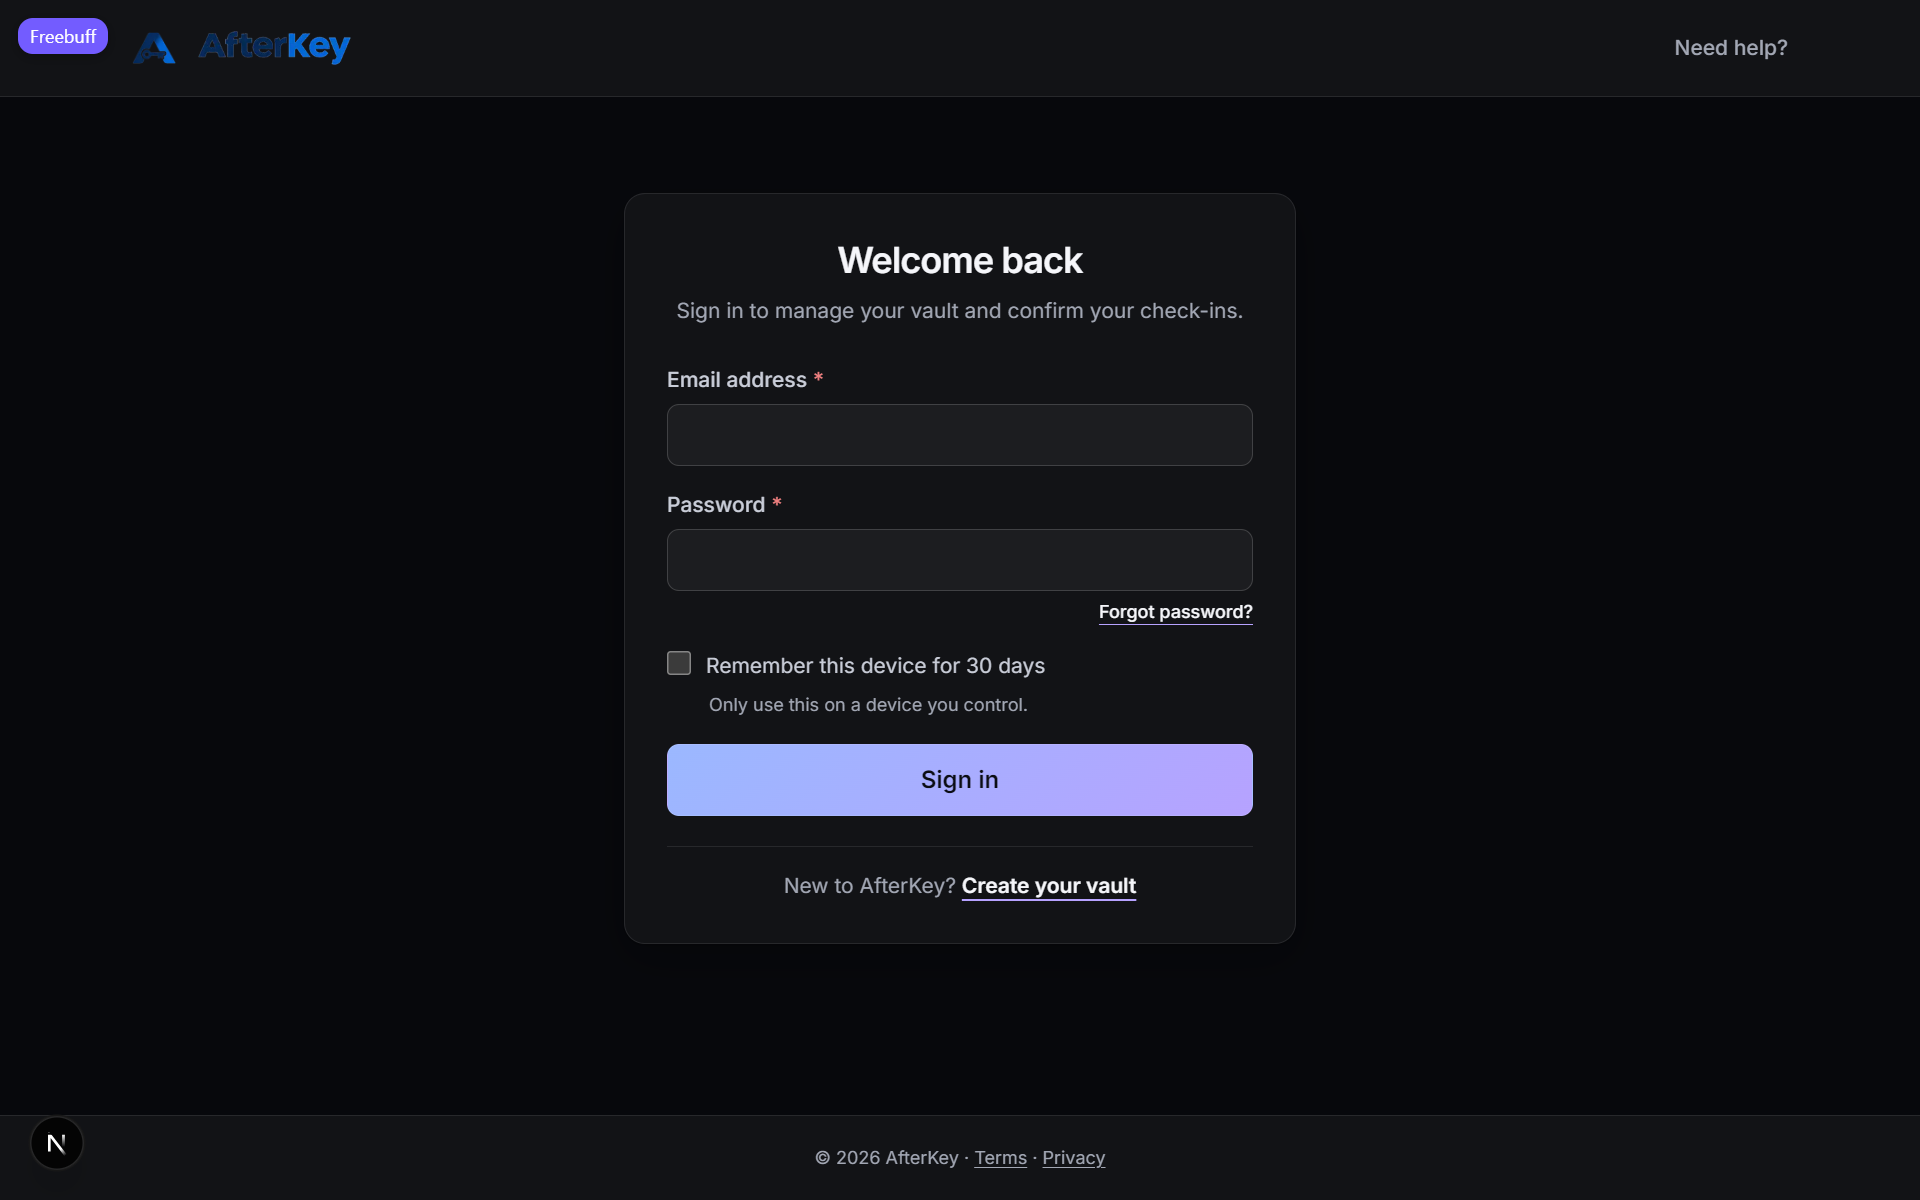 Freebuff
AfterKey
Need help?
Welcome back
Sign in to manage your vault and confirm your check-ins.
Email address *
Password *
Forgot password?
Remember this device for 30 days
Only use this on a device you control.
Sign in
New to AfterKey? Create your vault
N
© 2026 AfterKey · Terms · Privacy